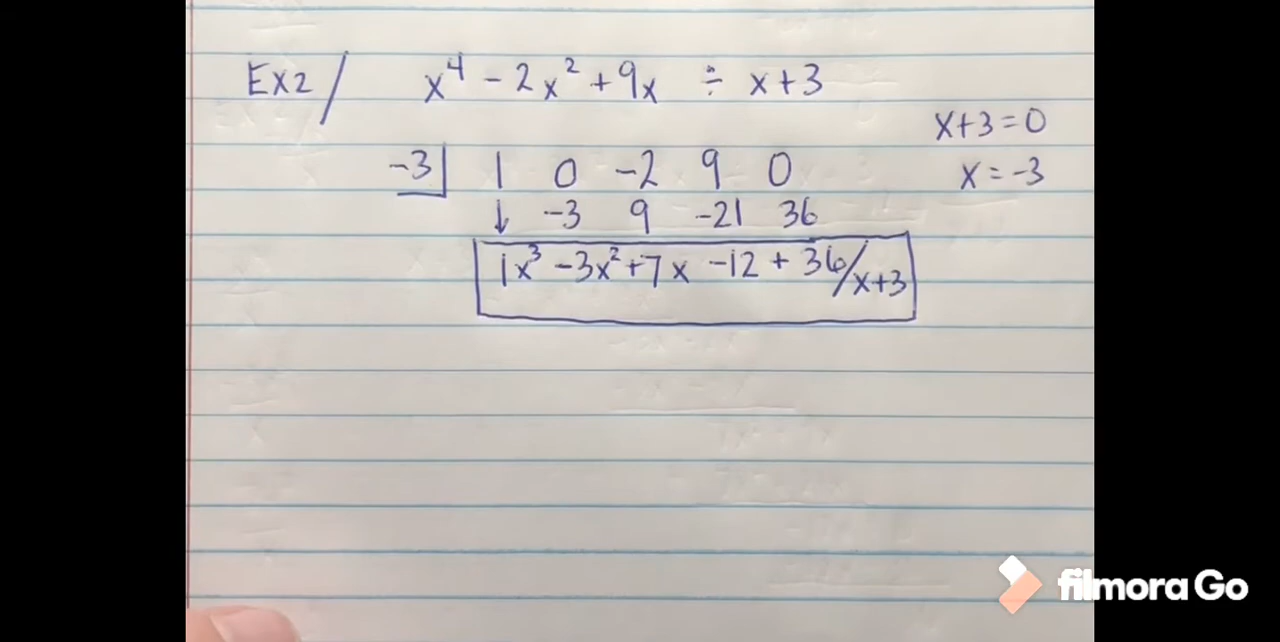 Ex2/ x⁴ - 2x² + 9x ÷ x+3
x+3=0
-3| 1 0 -2 9 0
x=-3
↓ -3 9 -21 36
1x³ -3x² +7x -12 + 36/x+3
filmora Go